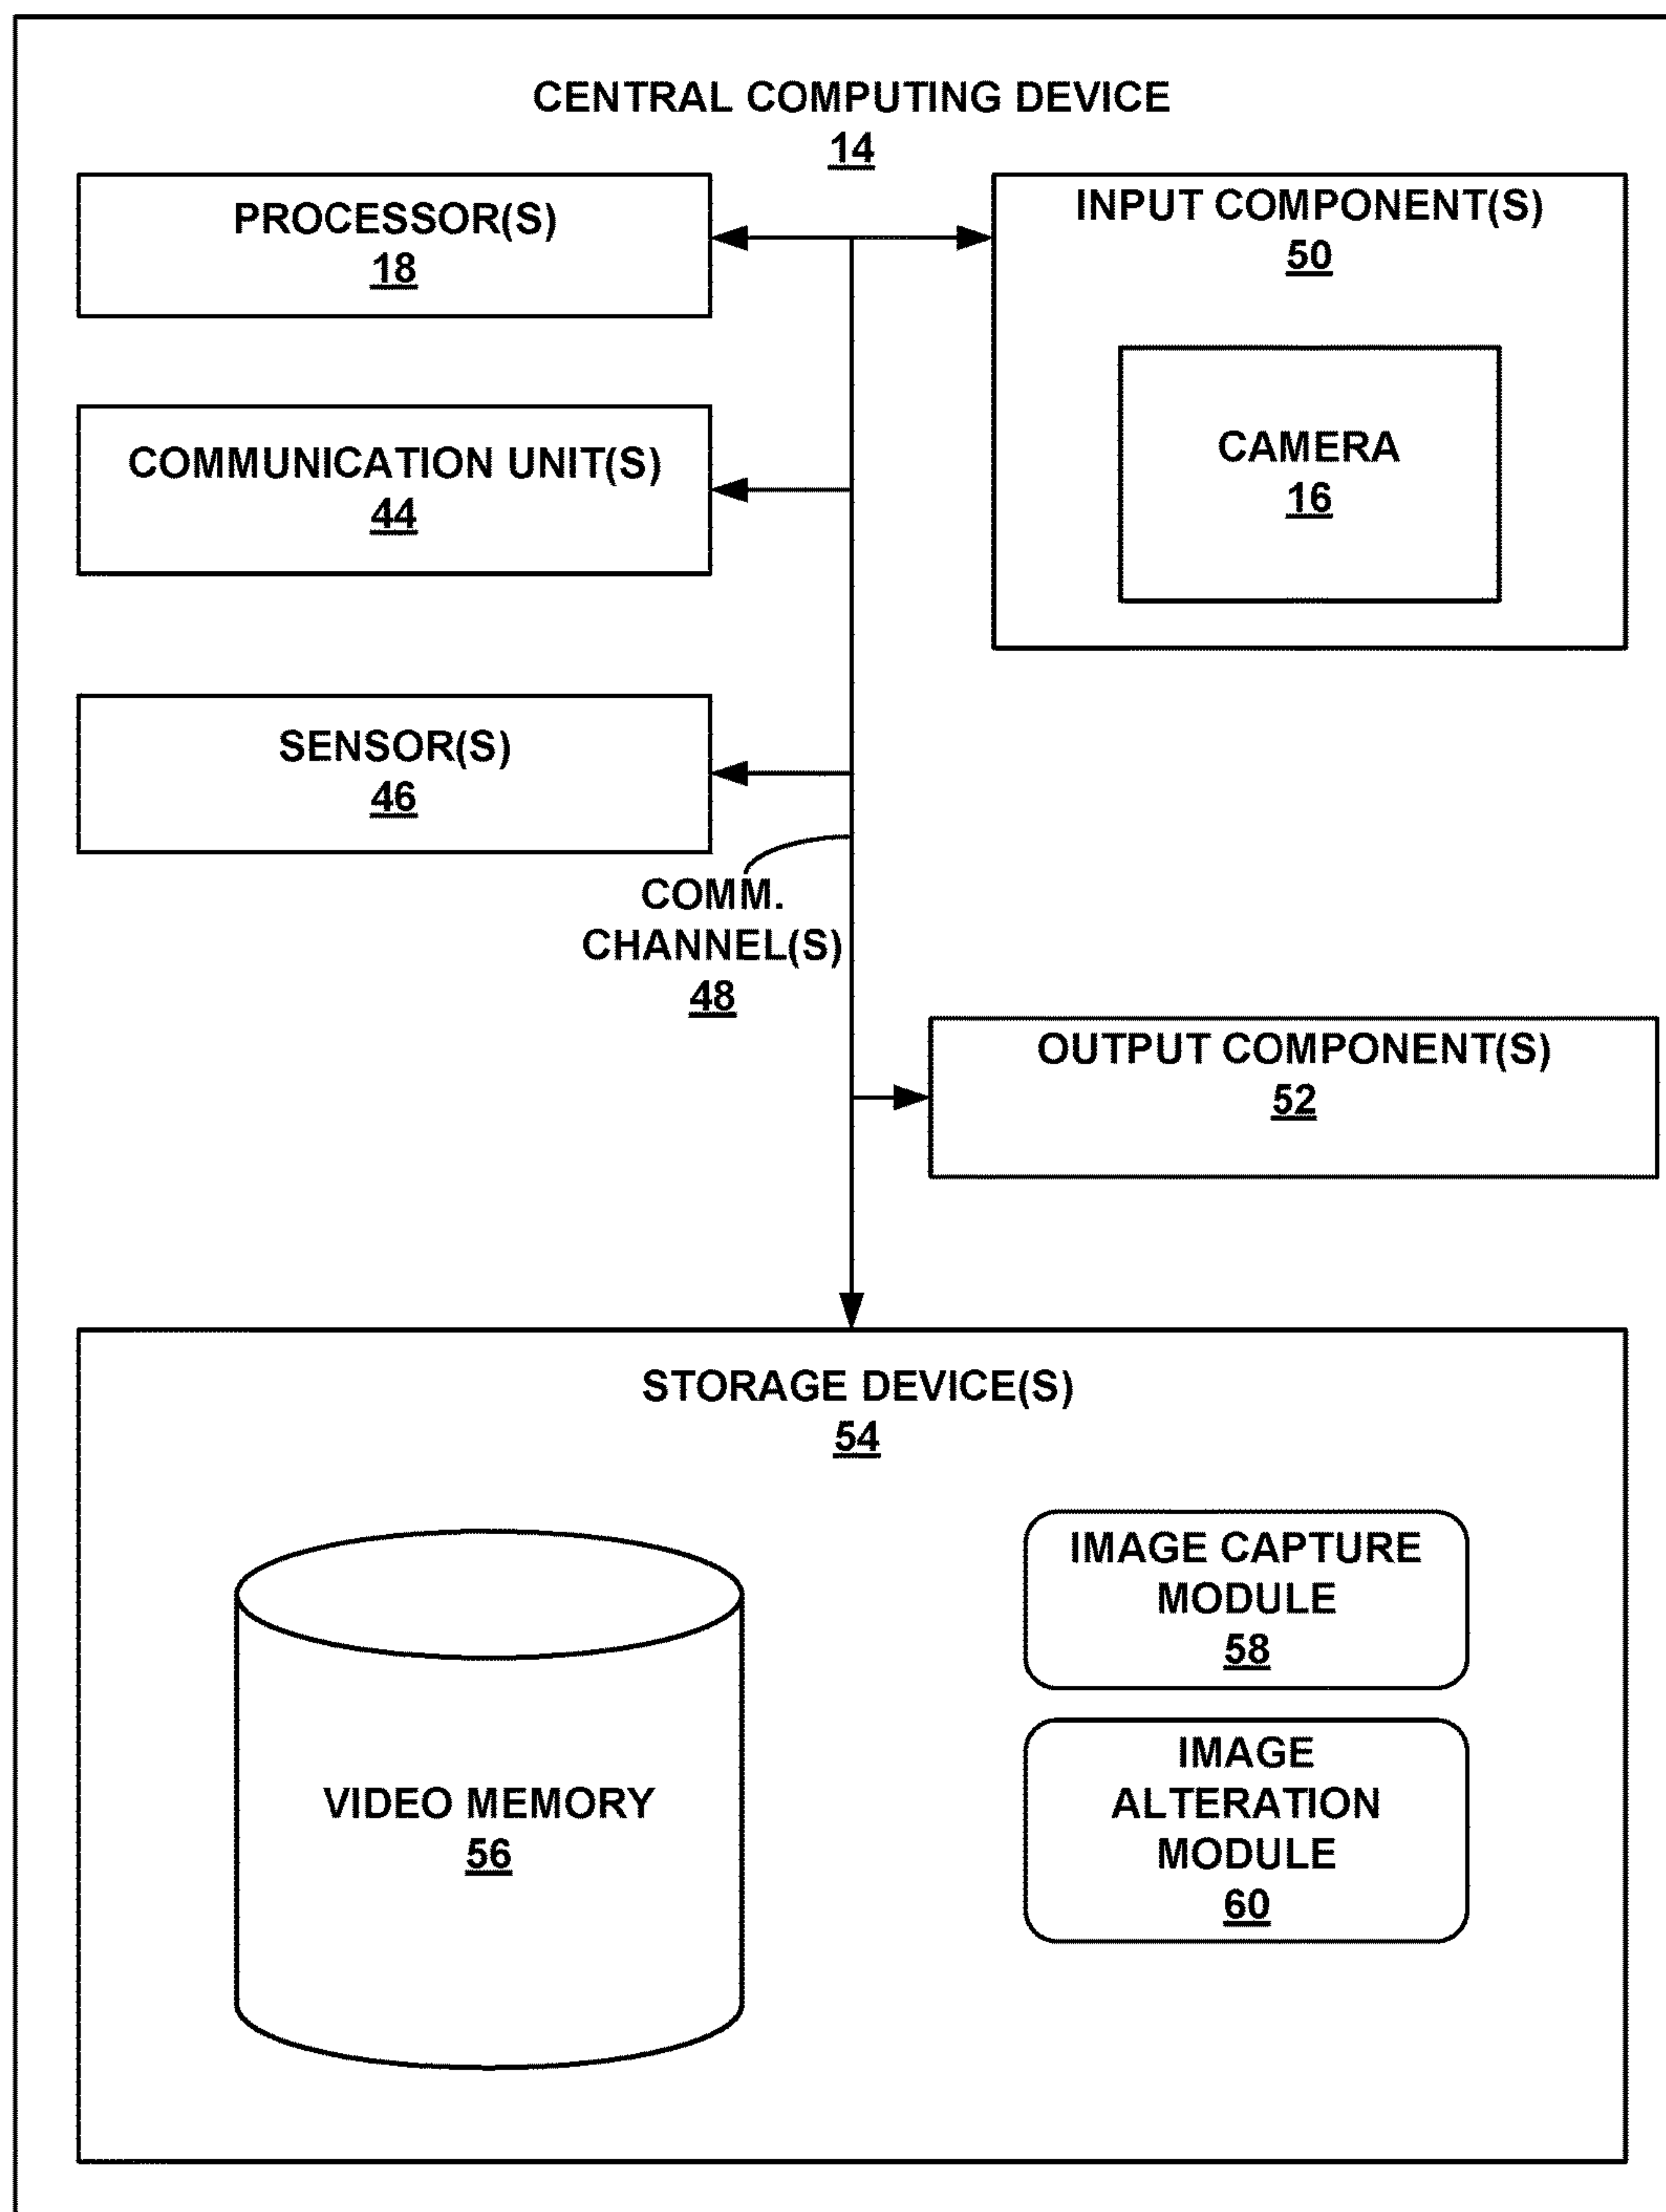 CENTRAL COMPUTING DEVICE
14
PROCESSOR(S)
18
INPUT COMPONENT(S)
50
CAMERA
16
COMMUNICATION UNIT(S)
44
SENSOR(S)
46
COMM.
CHANNEL(S)
48
OUTPUT COMPONENT(S)
52
STORAGE DEVICE(S)
54
VIDEO MEMORY
56
IMAGE CAPTURE
MODULE
58
IMAGE
ALTERATION
MODULE
60